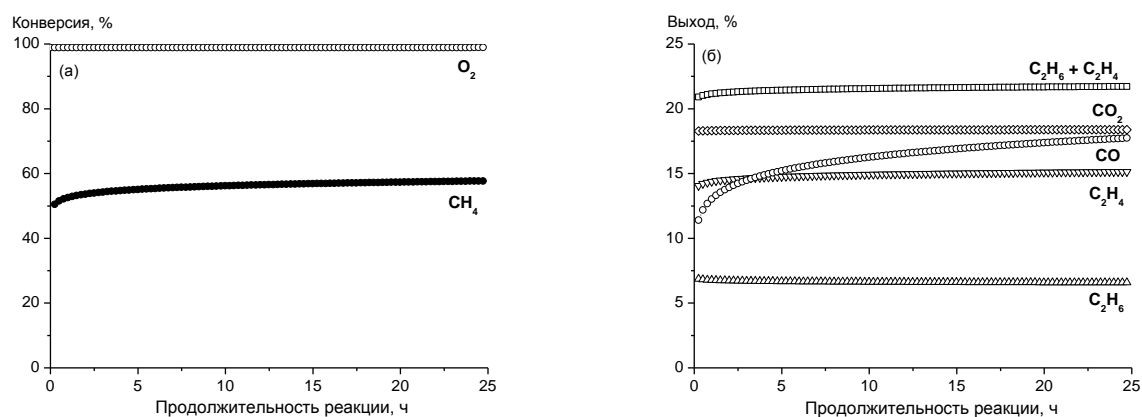 Конверсия, %
100
80
60
40
20
0
(а)
O₂
CH₄
0 5 10 15 20 25
Продолжительность реакции, ч
Выход, %
25
20
15
10
5
0
(б)
C₂H₆ + C₂H₄
CO₂
CO
C₂H₄
C₂H₆
0 5 10 15 20 25
Продолжительность реакции, ч